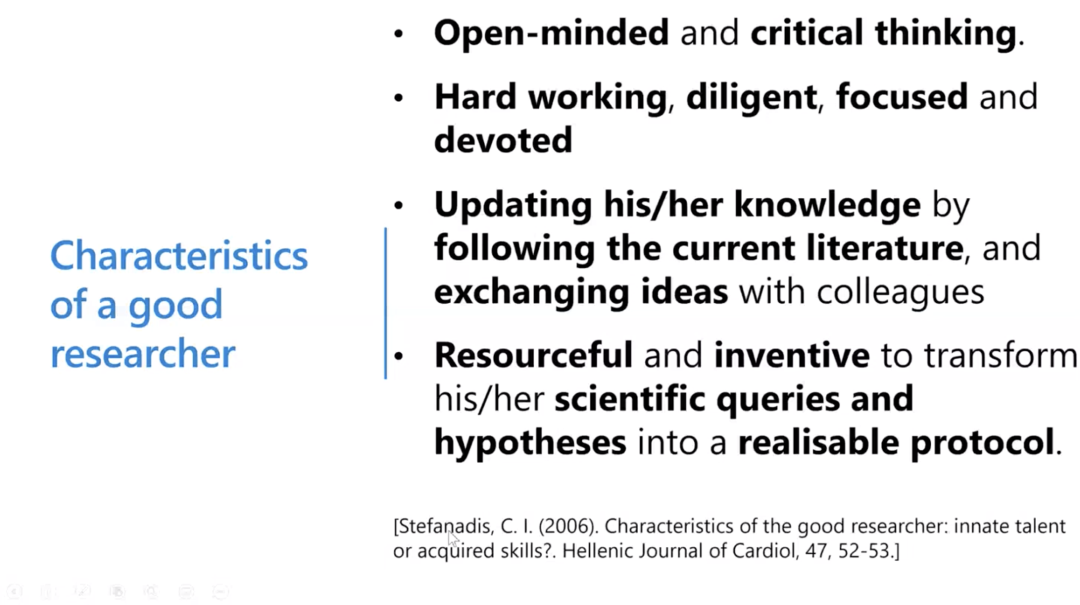 Characteristics
of a good
researcher
• Open-minded and critical thinking.
• Hard working, diligent, focused and
devoted
• Updating his/her knowledge by
following the current literature, and
exchanging ideas with colleagues
• Resourceful and inventive to transform
his/her scientific queries and
hypotheses into a realisable protocol.
[Stefanadis, C. I. (2006). Characteristics of the good researcher: innate talent
or acquired skills?. Hellenic Journal of Cardiol, 47, 52-53.]